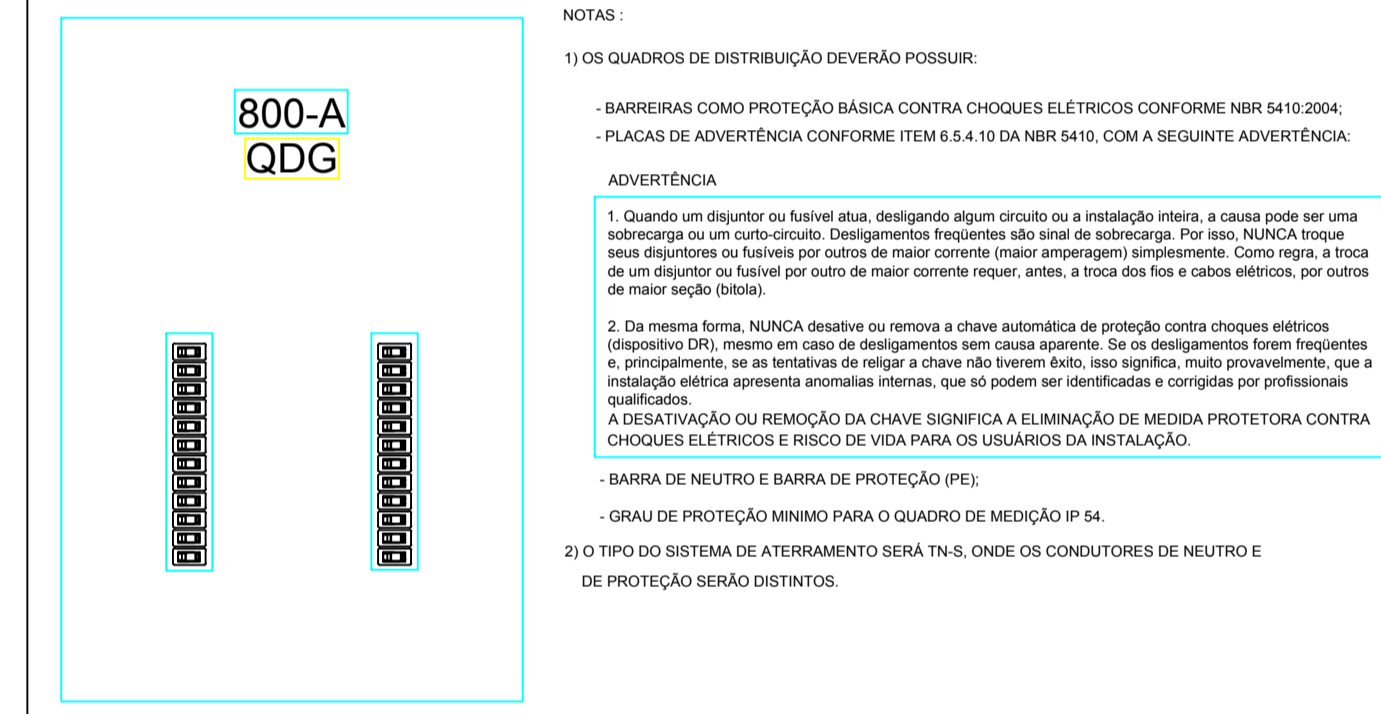 800-A
QDG
NOTAS :
1) OS QUADROS DE DISTRIBUIÇÃO DEVERÃO POSSUIR:
- BARREIRAS COMO PROTEÇÃO BÁSICA CONTRA CHOQUES ELÉTRICOS CONFORME NBR 5410:2004;
- PLACAS DE ADVERTÊNCIA CONFORME ITEM 6.5.4.10 DA NBR 5410, COM A SEGUINTE ADVERTÊNCIA:
ADVERTÊNCIA
1. Quando um disjuntor ou fusível atua, desligando algum circuito ou a instalação inteira, a causa pode ser uma
sobrecarga ou um curto-circuito. Desligamentos freqüentes são sinal de sobrecarga. Por isso, NUNCA troque
seus disjuntores ou fusíveis por outros de maior corrente (maior amperagem) simplesmente. Como regra, a troca
de um disjuntor ou fusível por outro de maior corrente requer, antes, a troca dos fios e cabos elétricos, por outros
de maior seção (bitola).
2. Da mesma forma, NUNCA desative ou remova a chave automática de proteção contra choques elétricos
(dispositivo DR), mesmo em caso de desligamentos sem causa aparente. Se os desligamentos forem freqüentes
e, principalmente, se as tentativas de religar a chave não tiverem êxito, isso significa, muito provavelmente, que a
instalação elétrica apresenta anomalias internas, que só podem ser identificadas e corrigidas por profissionais
qualificados.
A DESATIVAÇÃO OU REMOÇÃO DA CHAVE SIGNIFICA A ELIMINAÇÃO DE MEDIDA PROTETORA CONTRA
CHOQUES ELÉTRICOS E RISCO DE VIDA PARA OS USUÁRIOS DA INSTALAÇÃO.
- BARRA DE NEUTRO E BARRA DE PROTEÇÃO (PE);
- GRAU DE PROTEÇÃO MINIMO PARA O QUADRO DE MEDIÇÃO IP 54.
2) O TIPO DO SISTEMA DE ATERRAMENTO SERÁ TN-S, ONDE OS CONDUTORES DE NEUTRO E
DE PROTEÇÃO SERÃO DISTINTOS.